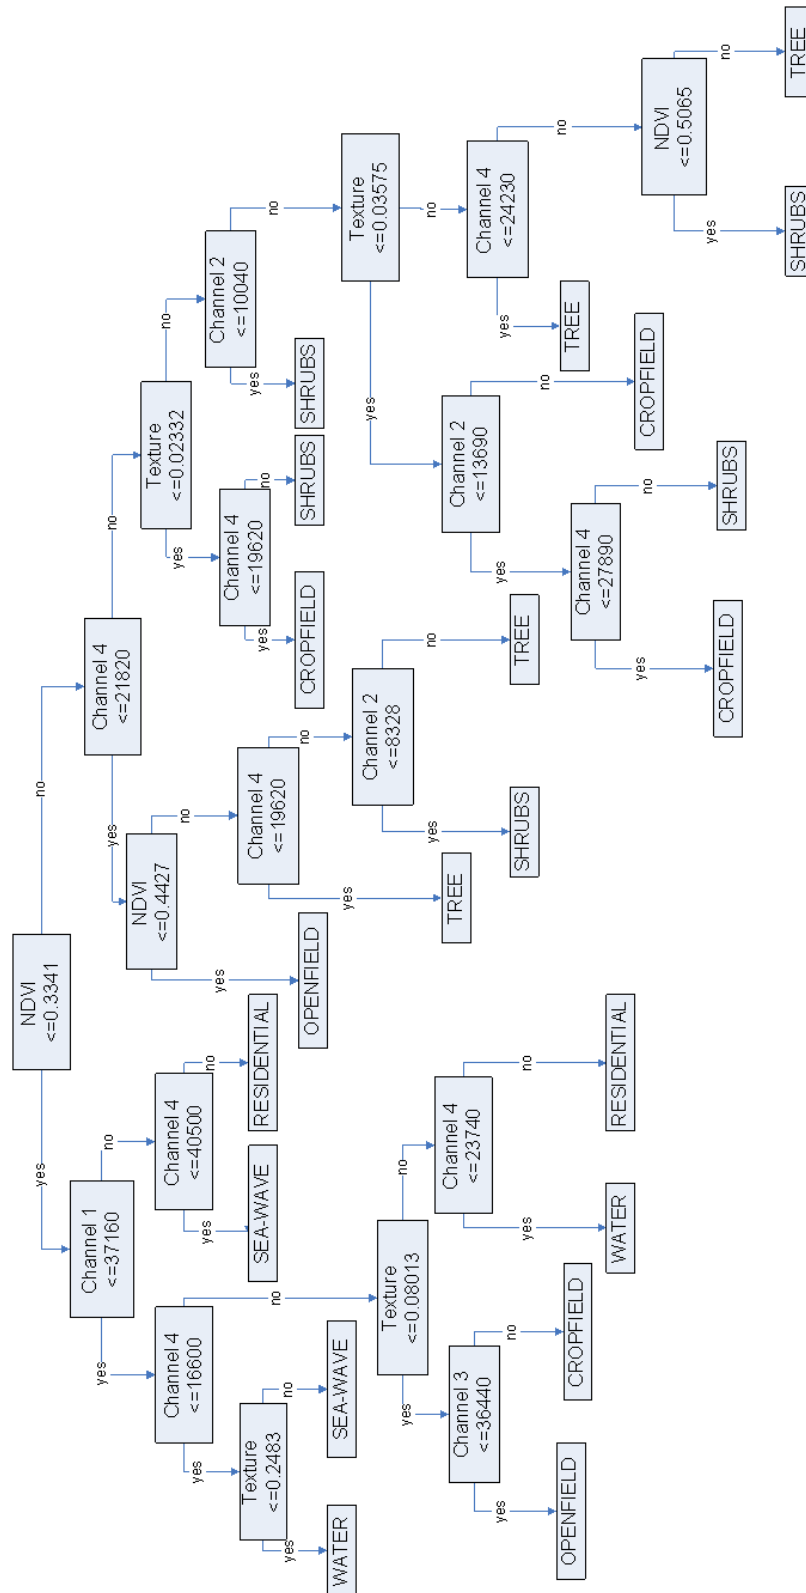 NDVI
<=0.3341
yes
no
Channel 1
<=37160
yes
no
Channel 4
<=16600
yes
no
Texture
<=0.2483
yes
no
WATER
SEA-WAVE
Texture
<=0.08013
yes
no
Channel 3
<=36440
yes
no
OPENFIELD
CROPFIELD
Channel 4
<=23740
yes
no
WATER
RESIDENTIAL
Channel 4
<=40500
yes
no
SEA-WAVE
RESIDENTIAL
Channel 4
<=21820
yes
no
NDVI
<=0.4427
yes
no
OPENFIELD
Channel 4
<=19620
yes
no
TREE
Channel 2
<=8328
yes
no
SHRUBS
TREE
Texture
<=0.02332
yes
no
Channel 4
<=19620
yes
no
CROPFIELD
SHRUBS
Channel 2
<=10040
yes
no
SHRUBS
Texture
<=0.03575
yes
no
Channel 2
<=13690
yes
no
Channel 4
<=27890
yes
no
CROPFIELD
SHRUBS
CROPFIELD
Channel 4
<=24230
yes
no
TREE
NDVI
<=0.5065
yes
no
SHRUBS
TREE